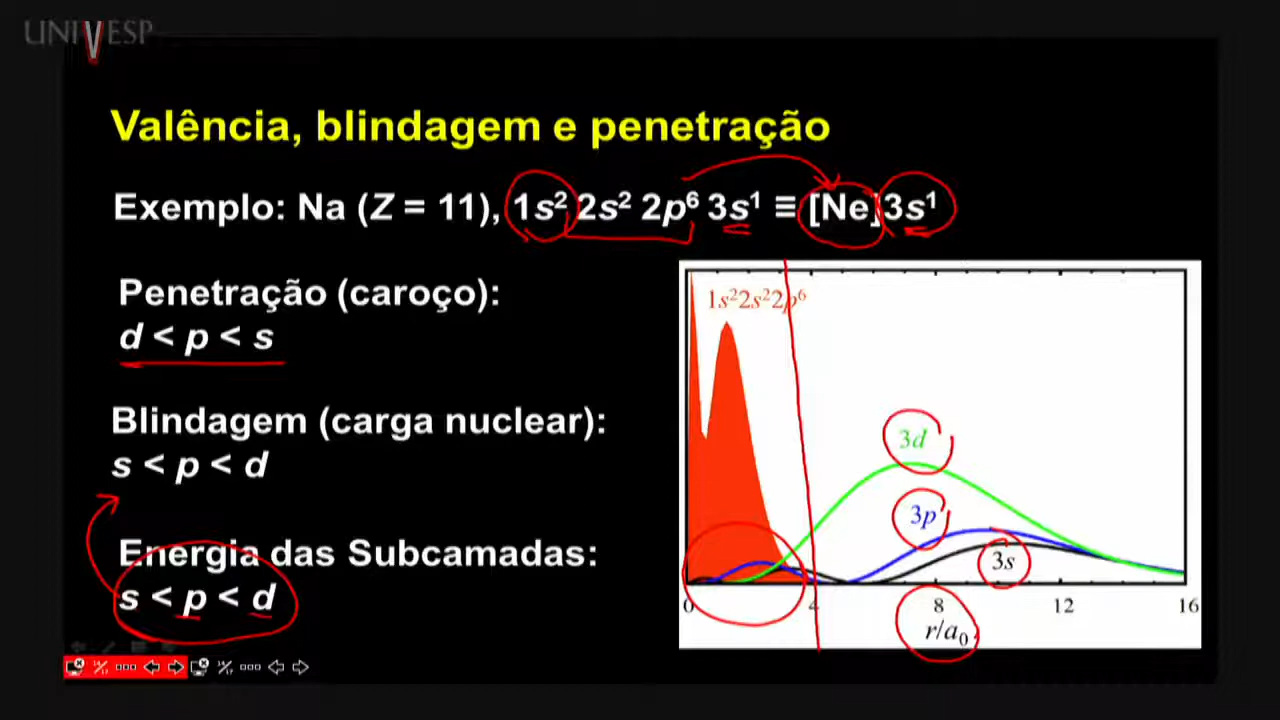 UNIVESP
Valência, blindagem e penetração
Exemplo: Na (Z = 11), 1s² 2s² 2p⁶ 3s¹ ≡ [Ne]3s¹
Penetração (caroço):
d < p < s
Blindagem (carga nuclear):
s < p < d
Energia das Subcamadas:
s < p < d
1s²2s²2p⁶
3d
3p
3s
0 4 8 12 16
r/a₀